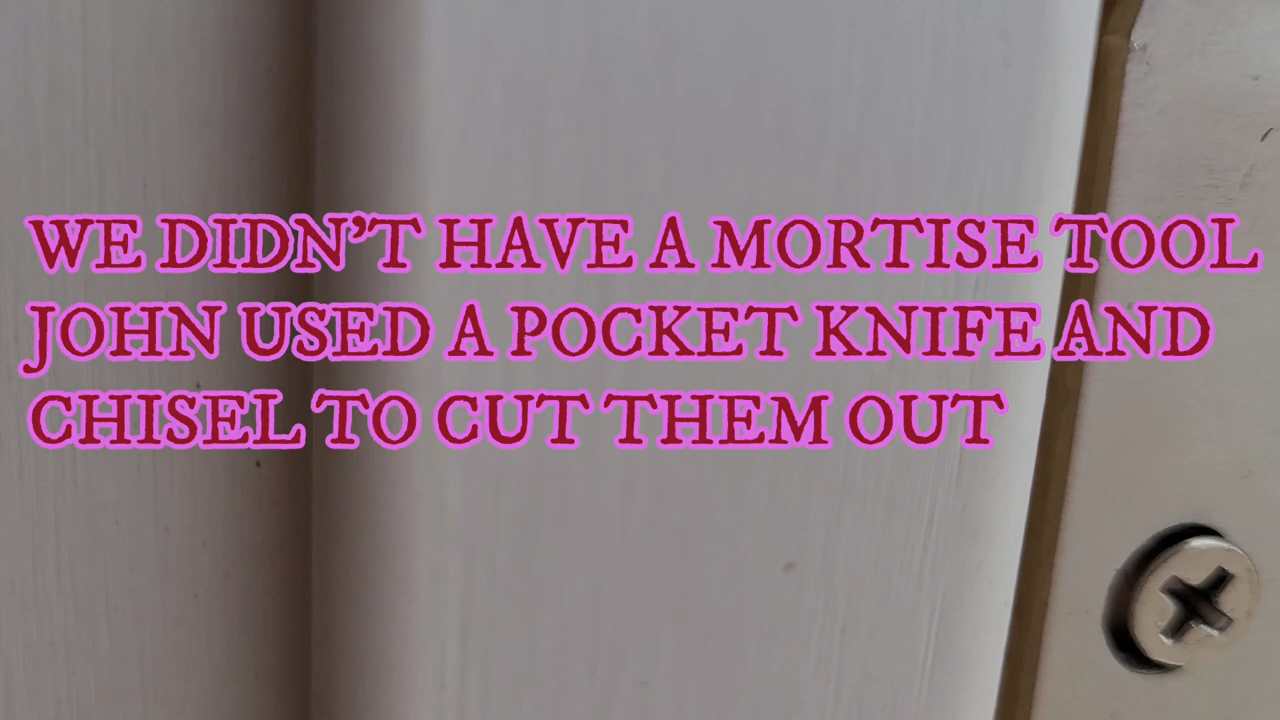 WE DIDN'T HAVE A MORTISE TOOL
JOHN USED A POCKET KNIFE AND
CHISEL TO CUT THEM OUT